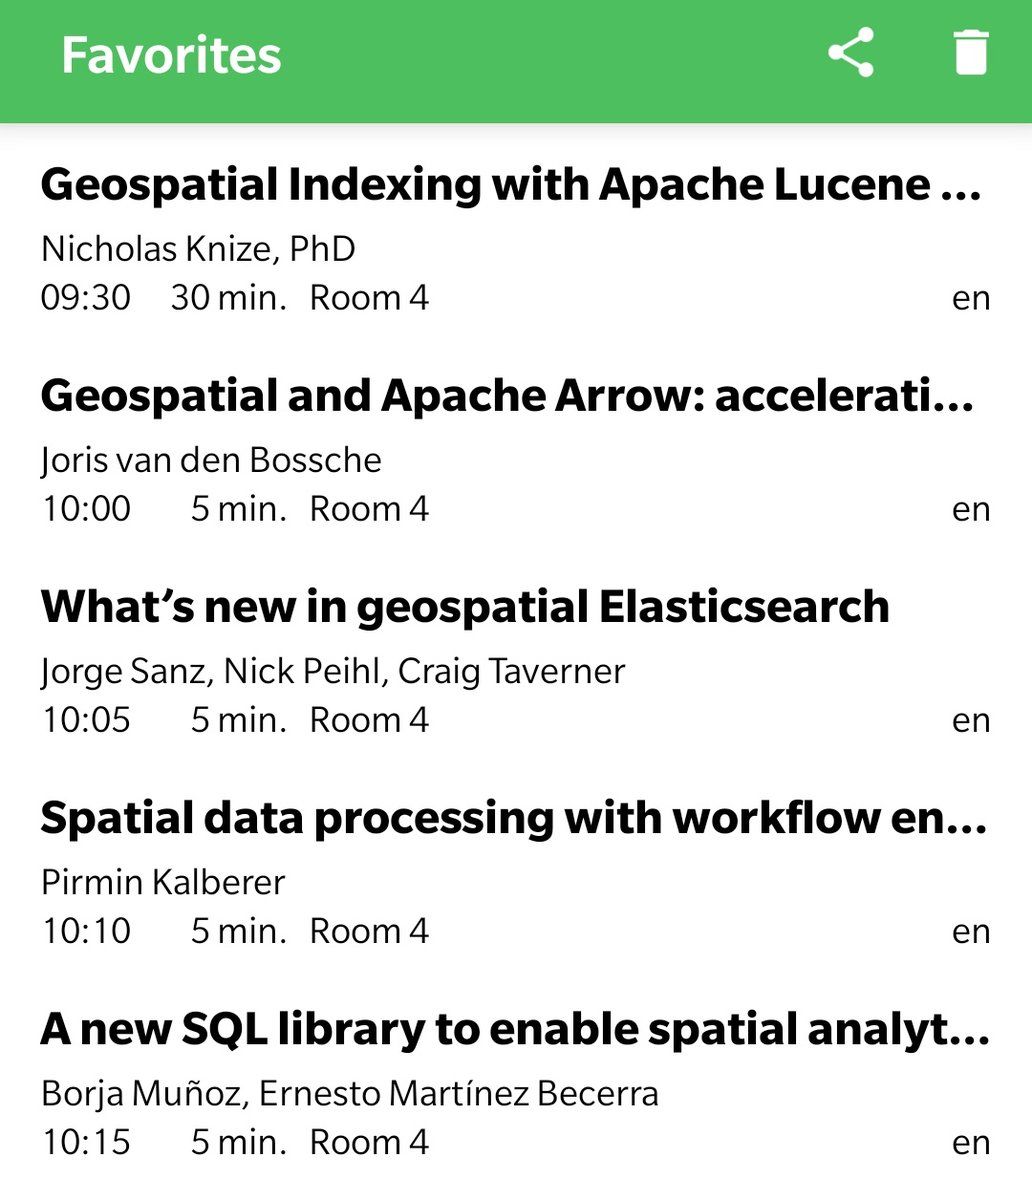 Favorites
Geospatial Indexing with Apache Lucene ...
Nicholas Knize, PhD
09:30 30 min. Room 4 en
Geospatial and Apache Arrow: accelerati...
Joris van den Bossche
10:00 5 min. Room 4 en
What’s new in geospatial Elasticsearch
Jorge Sanz, Nick Peihl, Craig Taverner
10:05 5 min. Room 4 en
Spatial data processing with workflow en...
Pirmin Kalberer
10:10 5 min. Room 4 en
A new SQL library to enable spatial analyt...
Borja Muñoz, Ernesto Martínez Becerra
10:15 5 min. Room 4 en